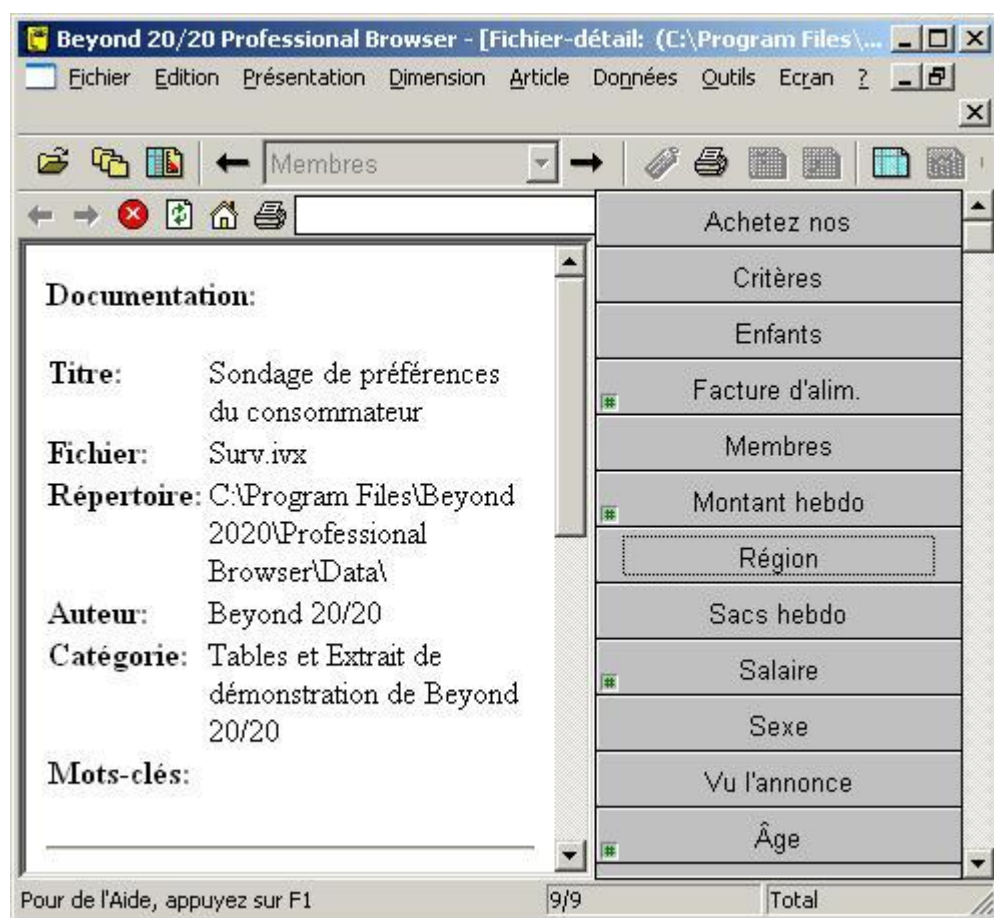 Beyond 20/20 Professional Browser - [Fichier-détail: (C:\Program Files\...
Fichier Edition Présentation Dimension Article Données Outils Ecran ?
Membres
Achetez nos
Critères
Enfants
Facture d'alim.
Membres
Montant hebdo
Région
Sacs hebdo
Salaire
Sexe
Vu l'annonce
Âge
Documentation:
Titre: Sondage de préférences
du consommateur
Fichier: Surv.ivx
Répertoire: C:\Program Files\Beyond
2020\Professional
Browser\Data\
Auteur: Beyond 20/20
Catégorie: Tables et Extrait de
démonstration de Beyond
20/20
Mots-clés:
Pour de l'Aide, appuyez sur F1 9/9 Total